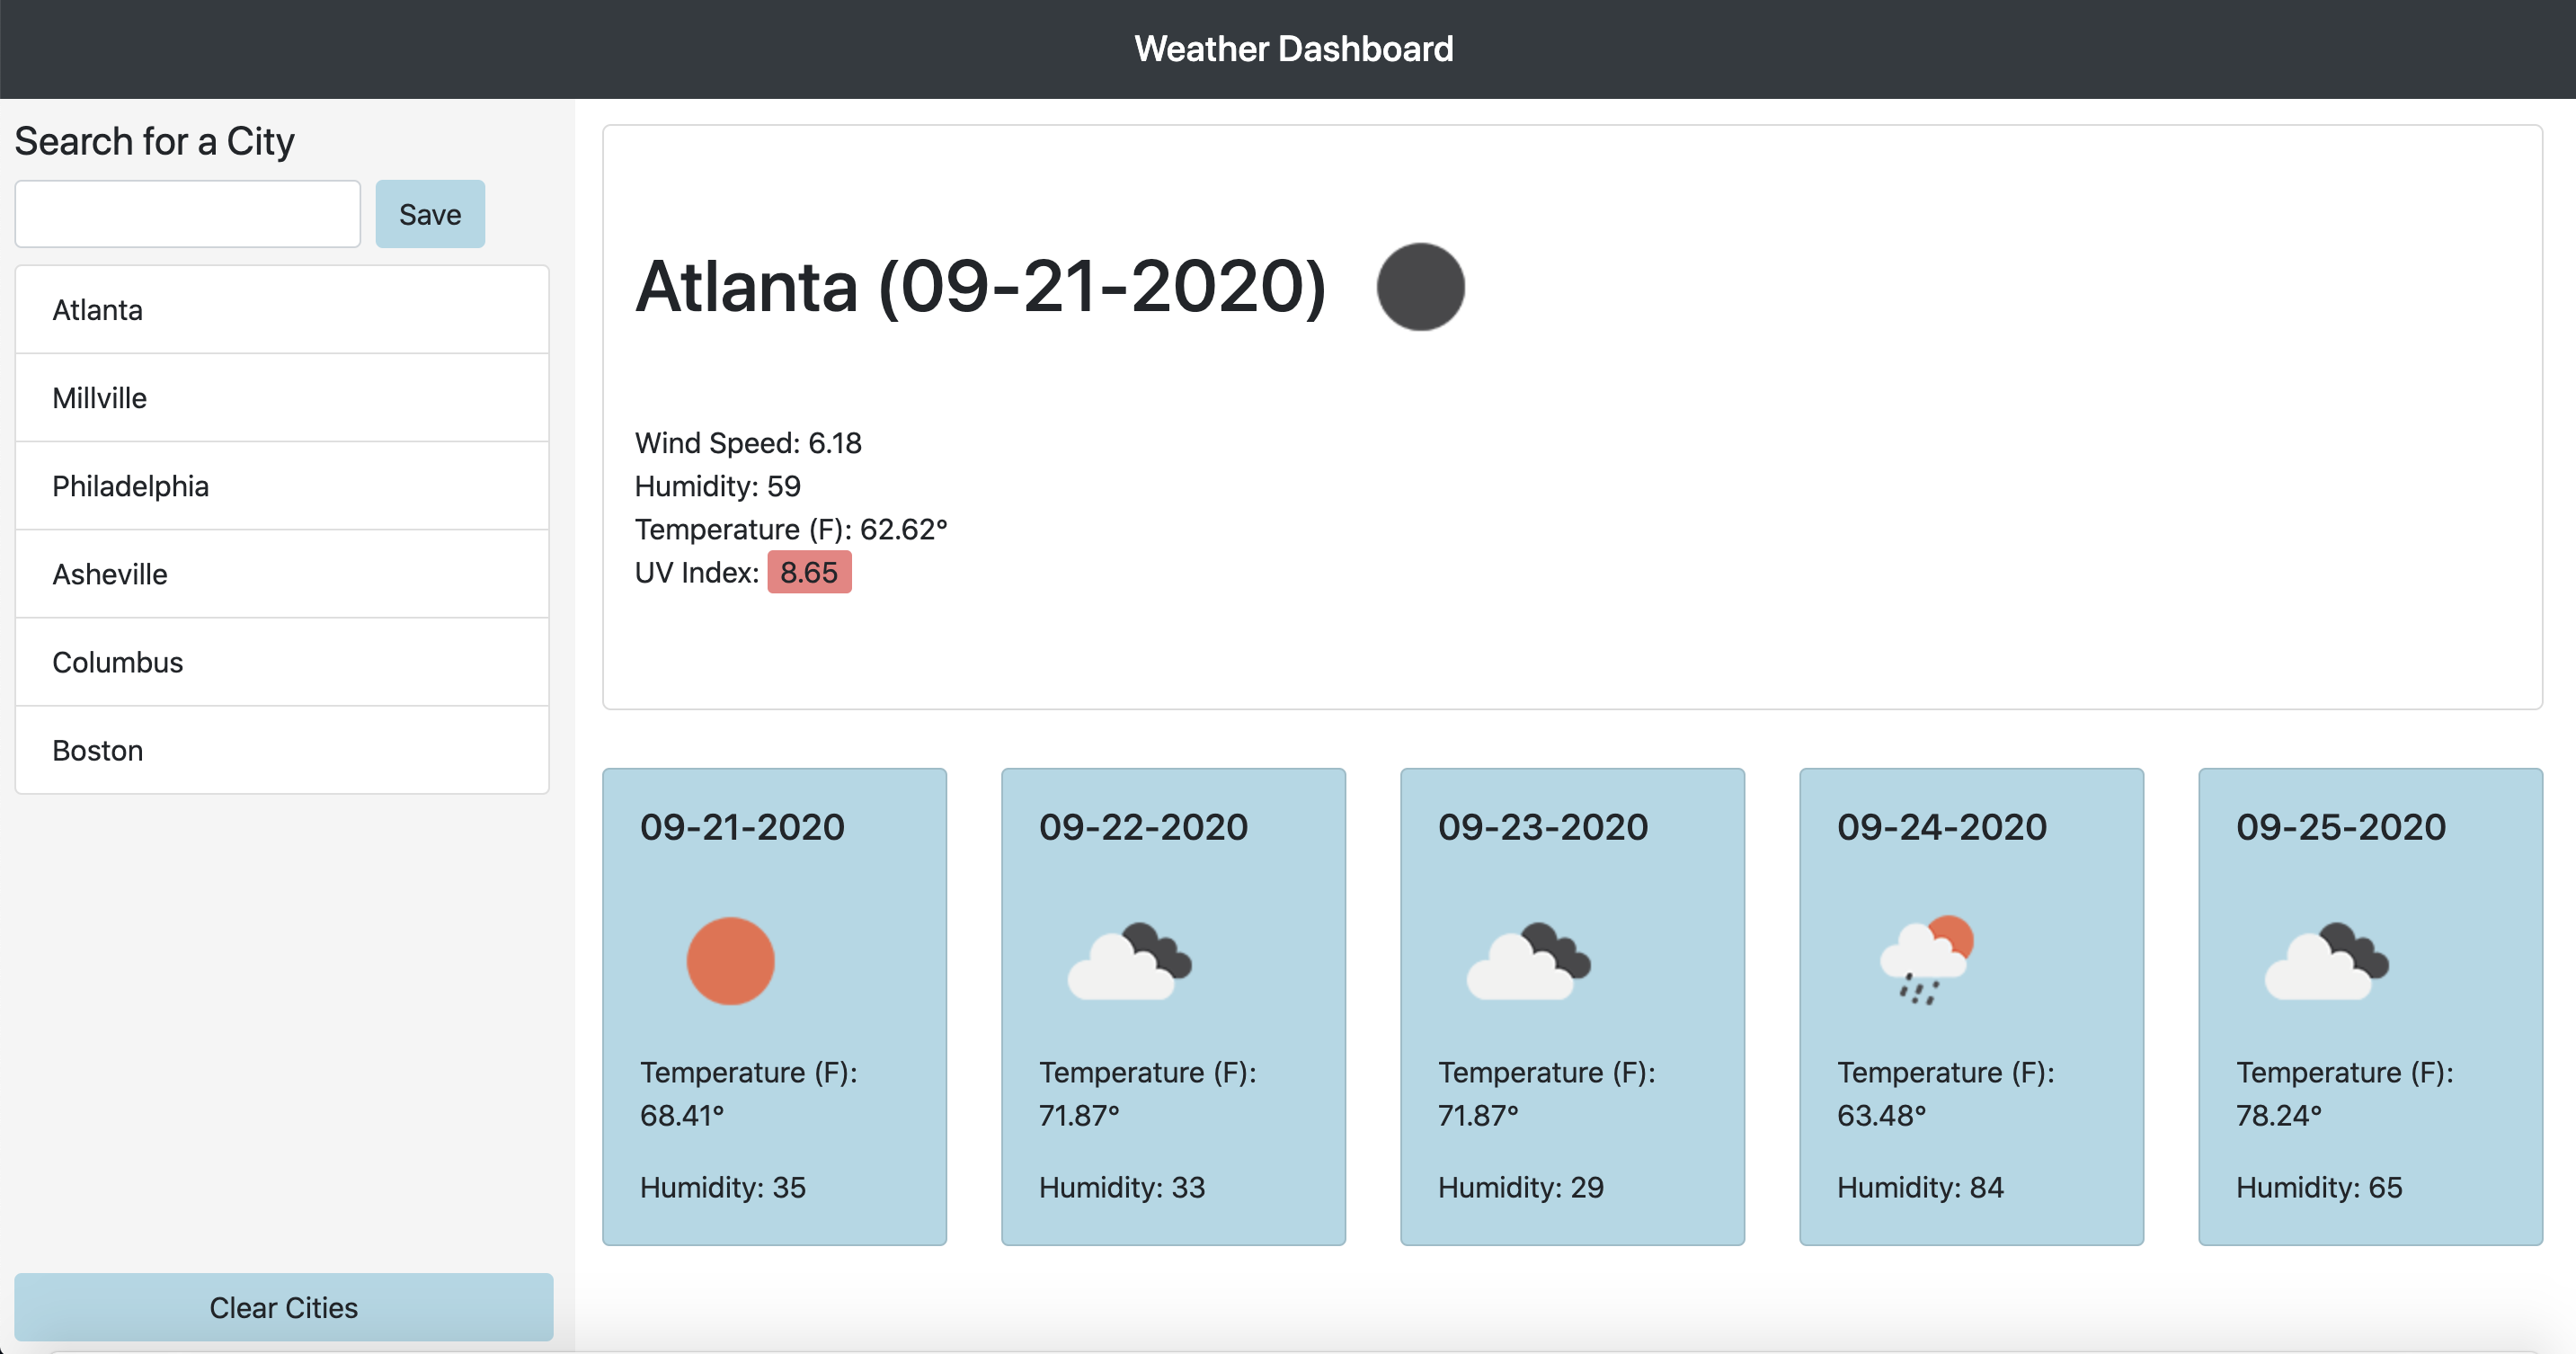 Weather Dashboard
Search for a City
Save
Atlanta
Millville
Philadelphia
Asheville
Columbus
Boston
Clear Cities
Atlanta (09-21-2020)
Wind Speed: 6.18
Humidity: 59
Temperature (F): 62.62°
UV Index: 8.65
09-21-2020
Temperature (F):
68.41°
Humidity: 35
09-22-2020
Temperature (F):
71.87°
Humidity: 33
09-23-2020
Temperature (F):
71.87°
Humidity: 29
09-24-2020
Temperature (F):
63.48°
Humidity: 84
09-25-2020
Temperature (F):
78.24°
Humidity: 65